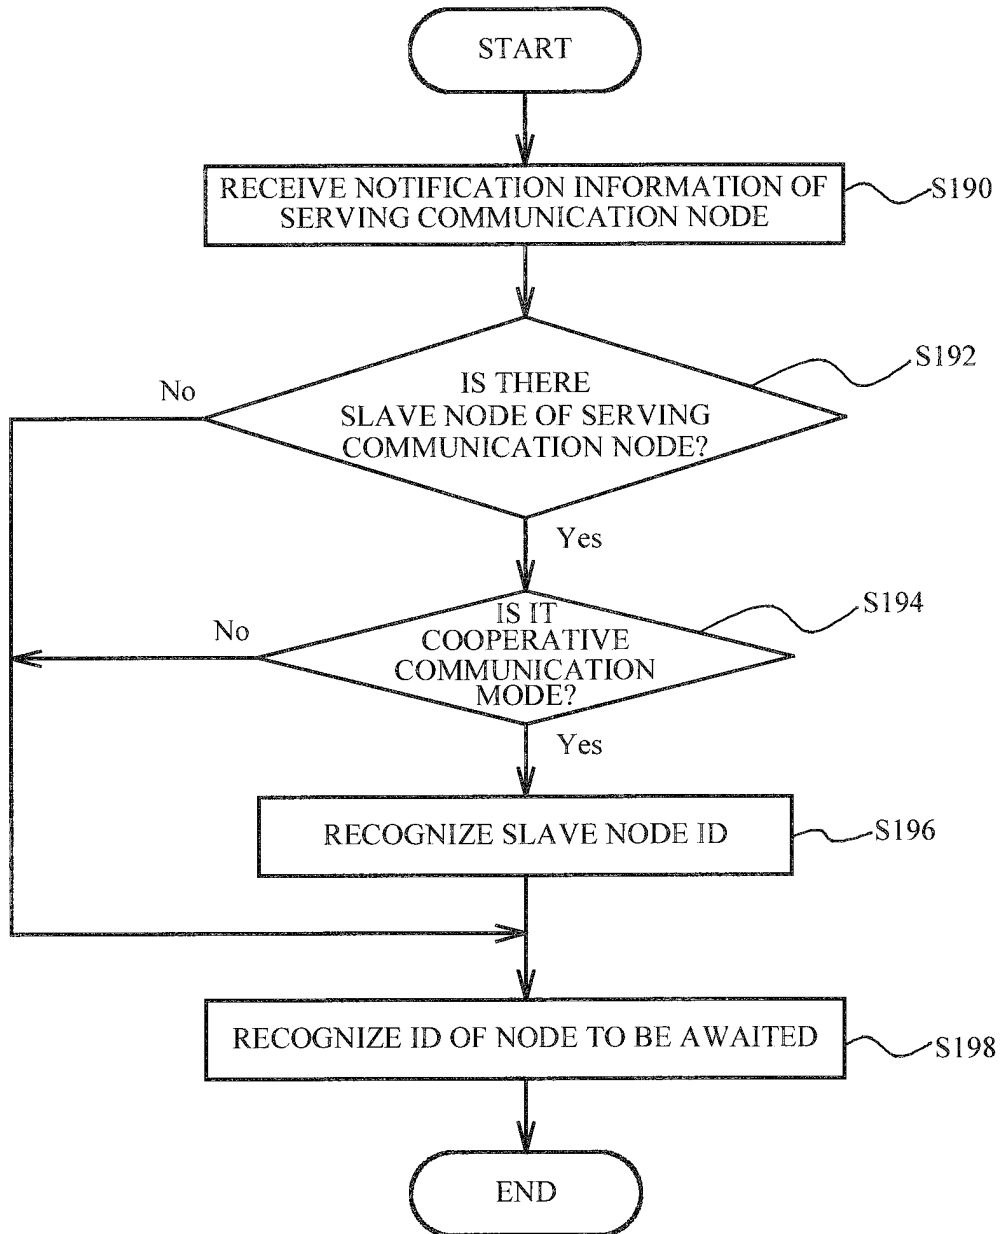 START
RECEIVE NOTIFICATION INFORMATION OF
SERVING COMMUNICATION NODE
S190
IS THERE
SLAVE NODE OF SERVING
COMMUNICATION NODE?
S192
No
Yes
IS IT
COOPERATIVE
COMMUNICATION
MODE?
S194
No
Yes
RECOGNIZE SLAVE NODE ID
S196
RECOGNIZE ID OF NODE TO BE AWAITED
S198
END